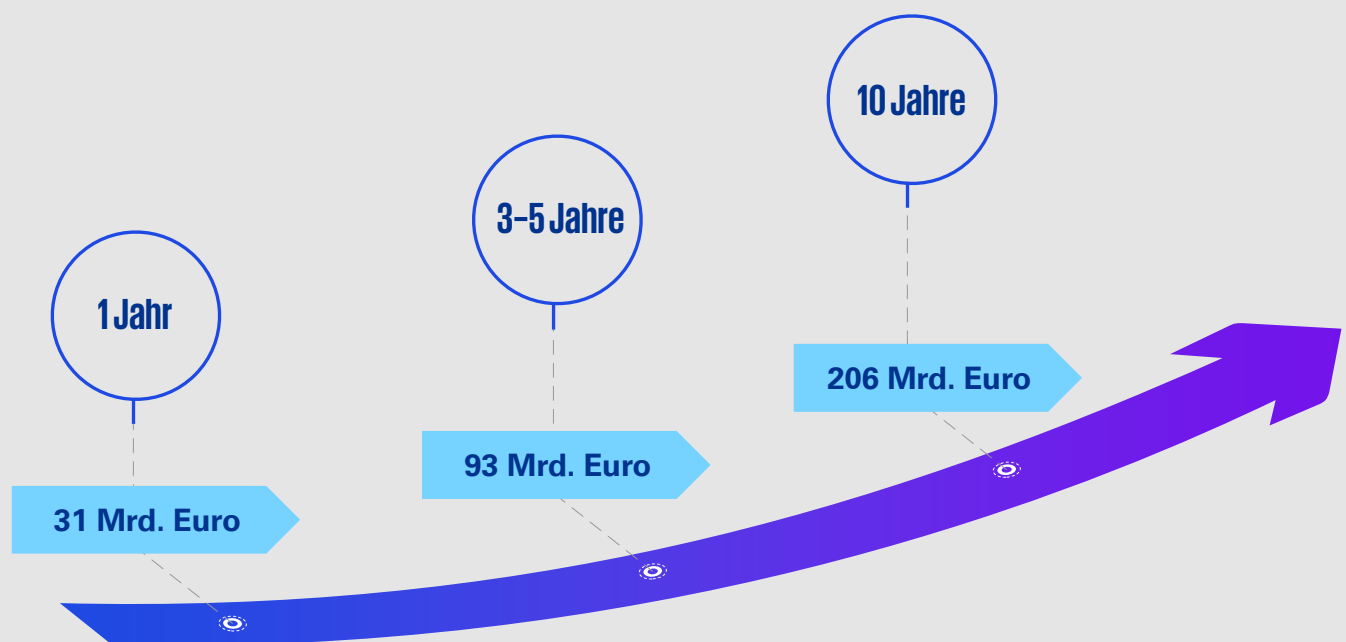 1 Jahr
31 Mrd. Euro
3–5 Jahre
93 Mrd. Euro
10 Jahre
206 Mrd. Euro